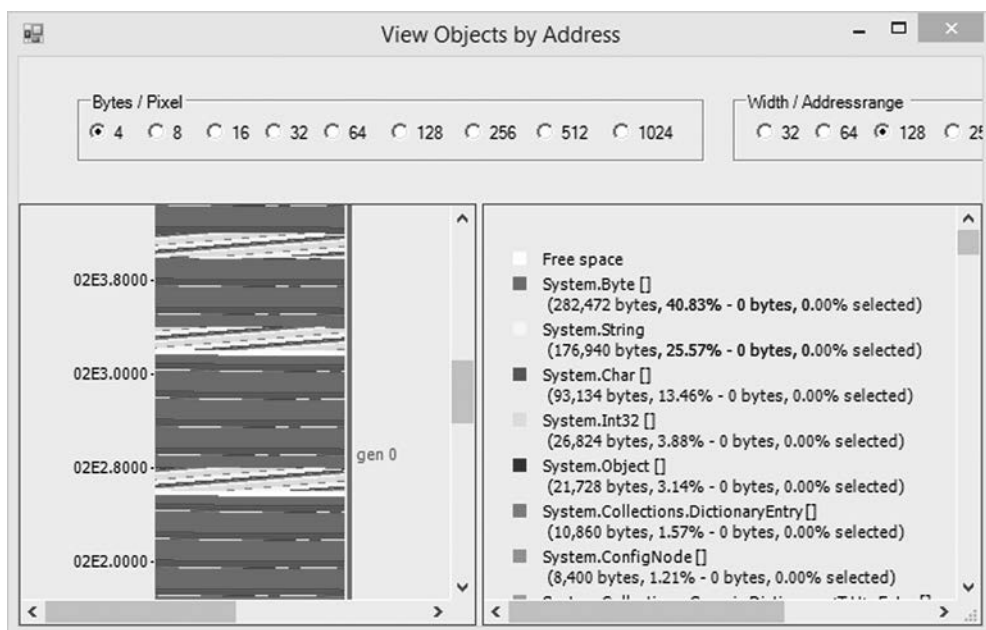 View Objects by Address
Bytes / Pixel
4 8 16 32 64 128 256 512 1024
Width / Addressrange
32 64 128 25
02E3.8000
02E3.0000
02E2.8000
02E2.0000
gen 0
Free space
System.Byte []
(282,472 bytes, 40.83% - 0 bytes, 0.00% selected)
System.String
(176,940 bytes, 25.57% - 0 bytes, 0.00% selected)
System.Char []
(93,134 bytes, 13.46% - 0 bytes, 0.00% selected)
System.Int32 []
(26,824 bytes, 3.88% - 0 bytes, 0.00% selected)
System.Object []
(21,728 bytes, 3.14% - 0 bytes, 0.00% selected)
System.Collections.DictionaryEntry []
(10,860 bytes, 1.57% - 0 bytes, 0.00% selected)
System.ConfigNode []
(8,400 bytes, 1.21% - 0 bytes, 0.00% selected)